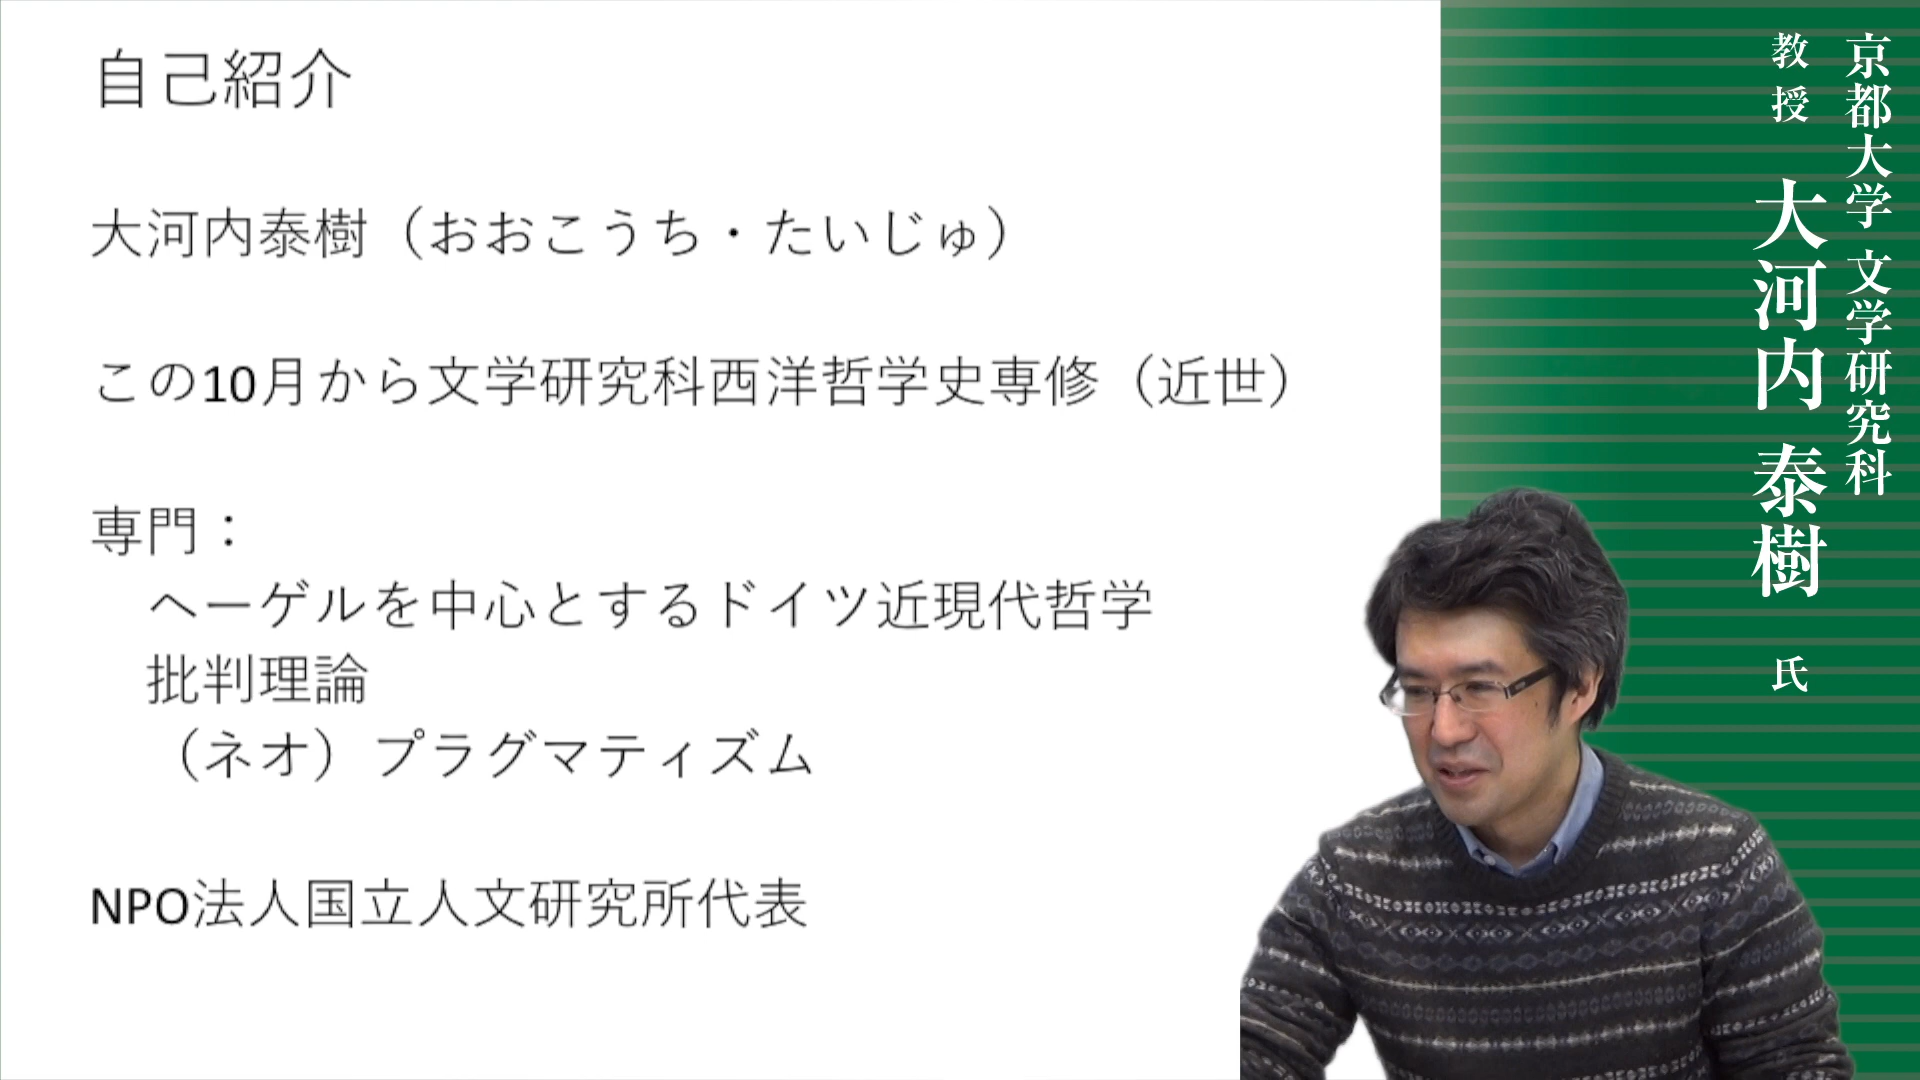 自己紹介
大河内泰樹（おおこうち・たいじゅ）
この10月から文学研究科西洋哲学史専修（近世）
専門：
ヘーゲルを中心とするドイツ近現代哲学
批判理論
（ネオ）プラグマティズム
NPO法人国立人文研究所代表
京都大学 文学研究科
教授 大河内 泰樹 氏